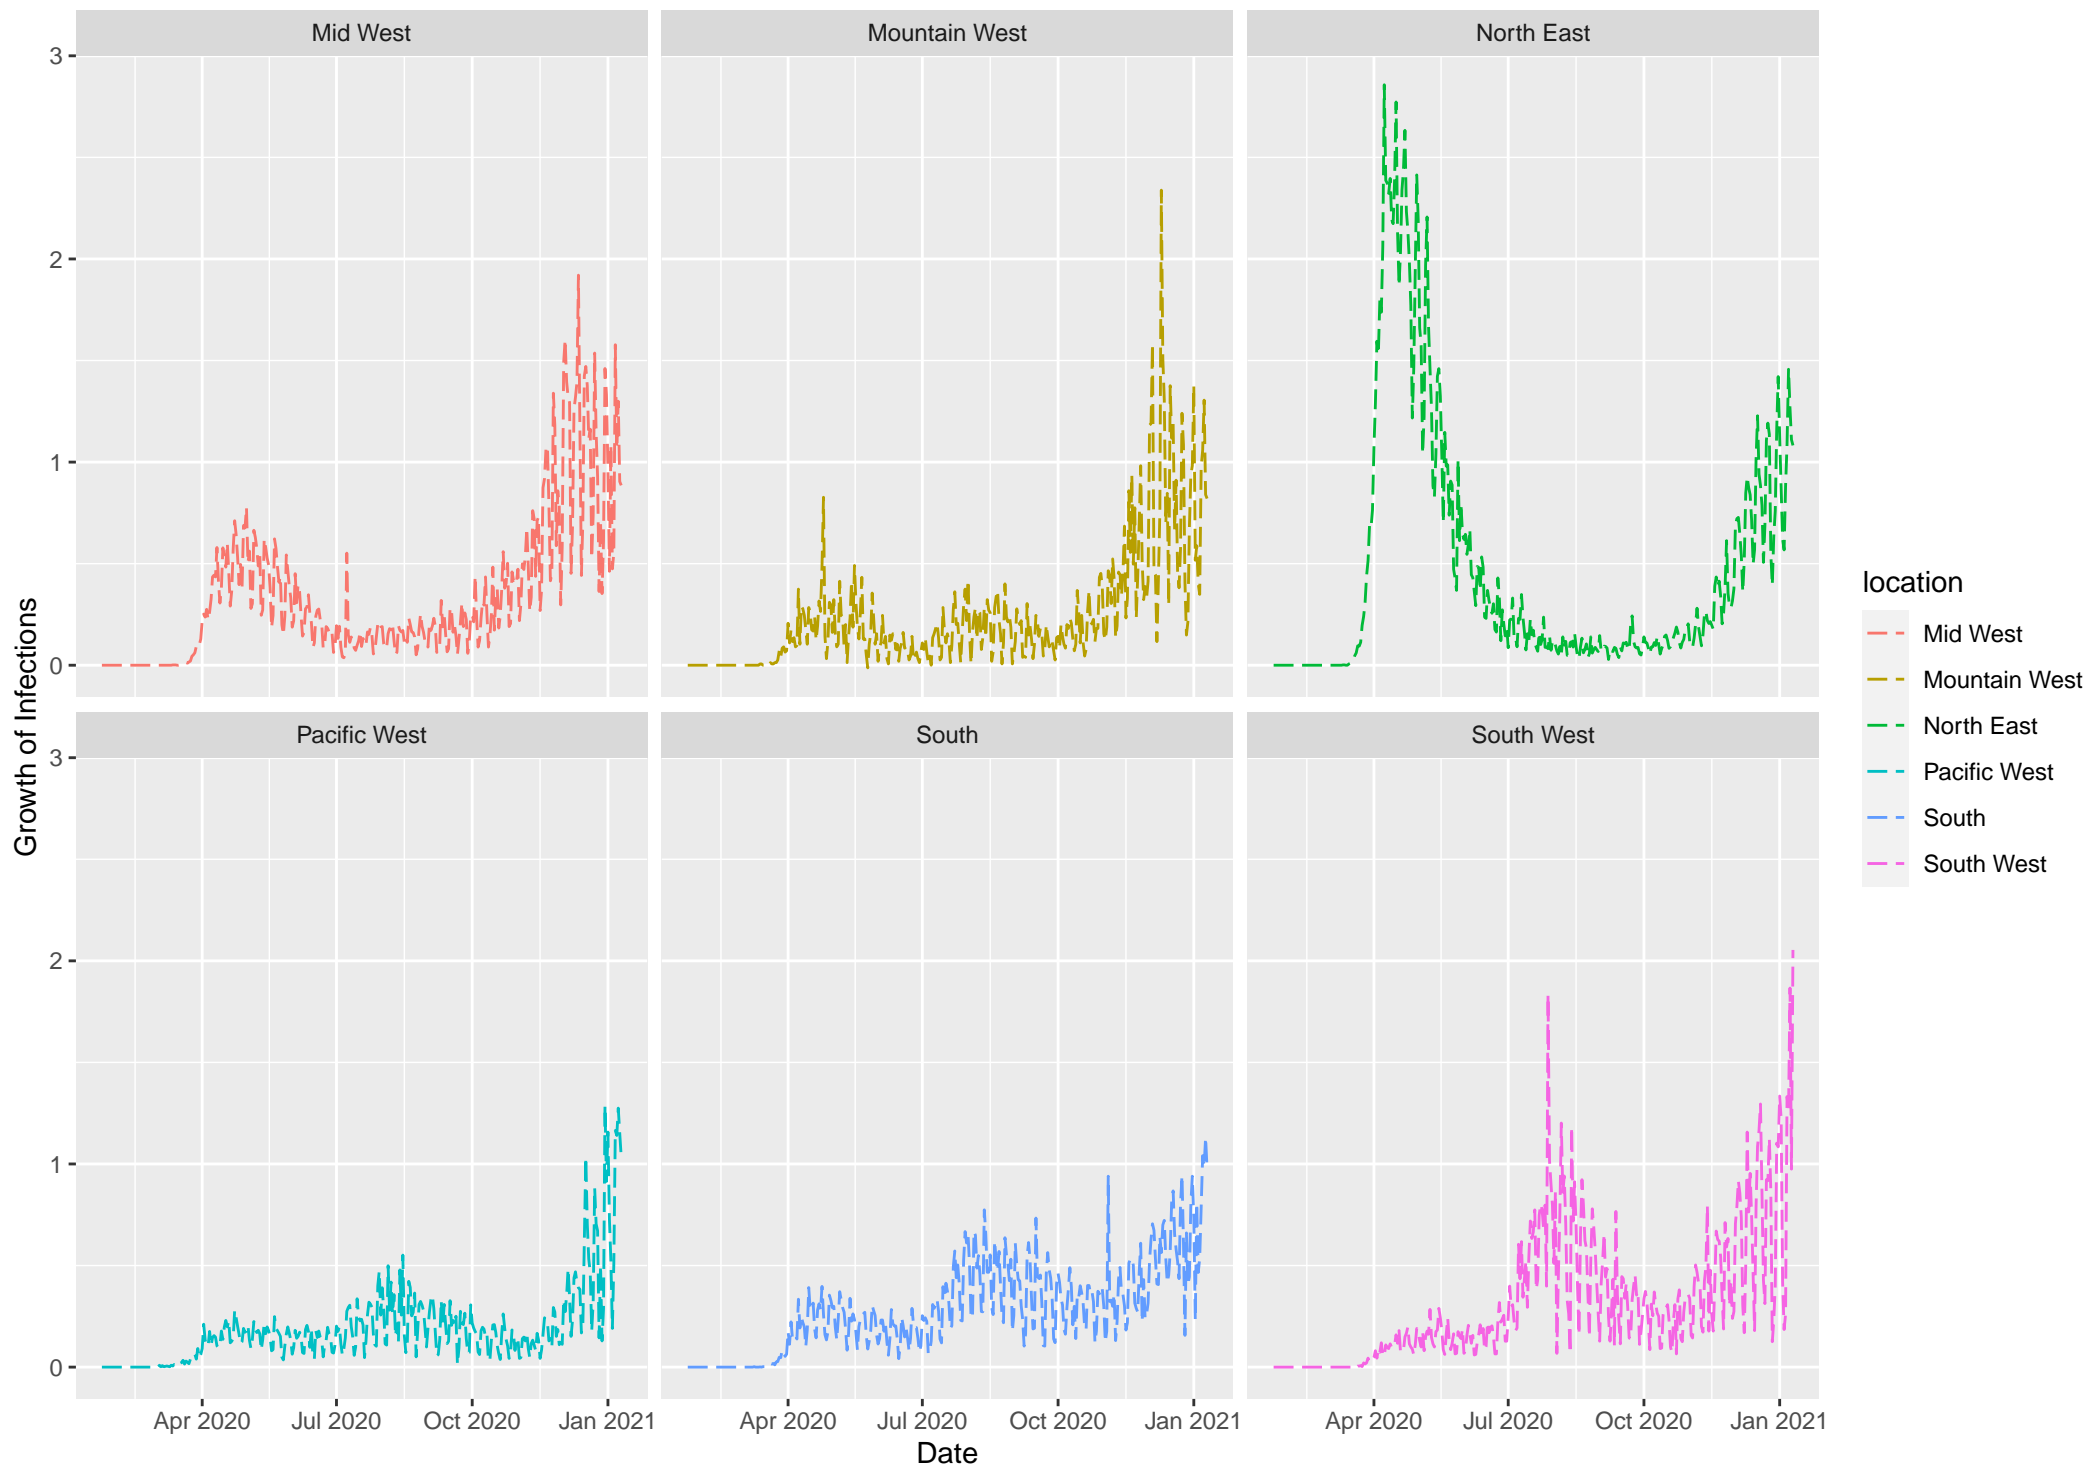 Mid West
Mountain West
North East
3
2
1
0
Growth of Infections
Pacific West
South
South West
3
2
1
0
Apr 2020
Jul 2020
Oct 2020
Jan 2021
Apr 2020
Jul 2020
Oct 2020
Jan 2021
Apr 2020
Jul 2020
Oct 2020
Jan 2021
Date
location
Mid West
Mountain West
North East
Pacific West
South
South West